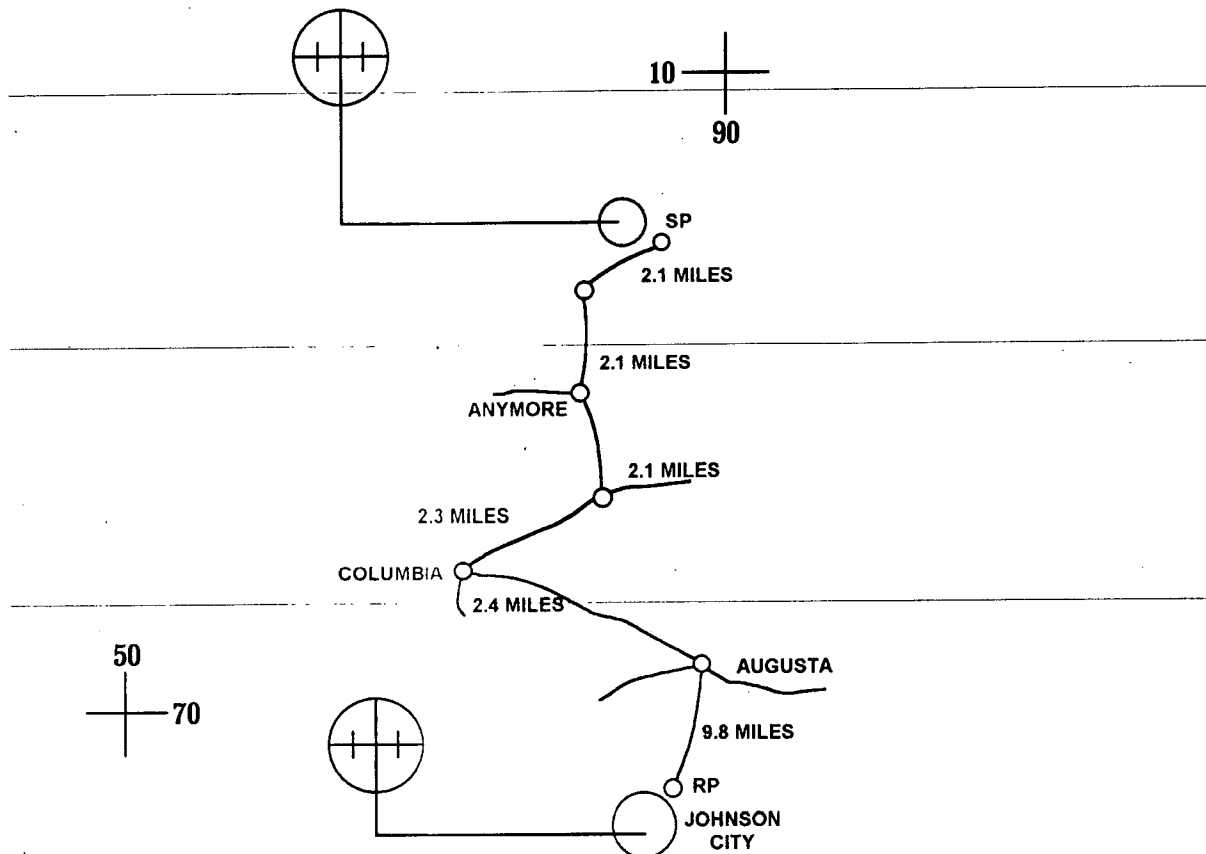 10
90
SP
2.1 MILES
2.1 MILES
ANYMORE
2.1 MILES
2.3 MILES
COLUMBIA
2.4 MILES
50
AUGUSTA
70
9.8 MILES
RP
JOHNSON
CITY